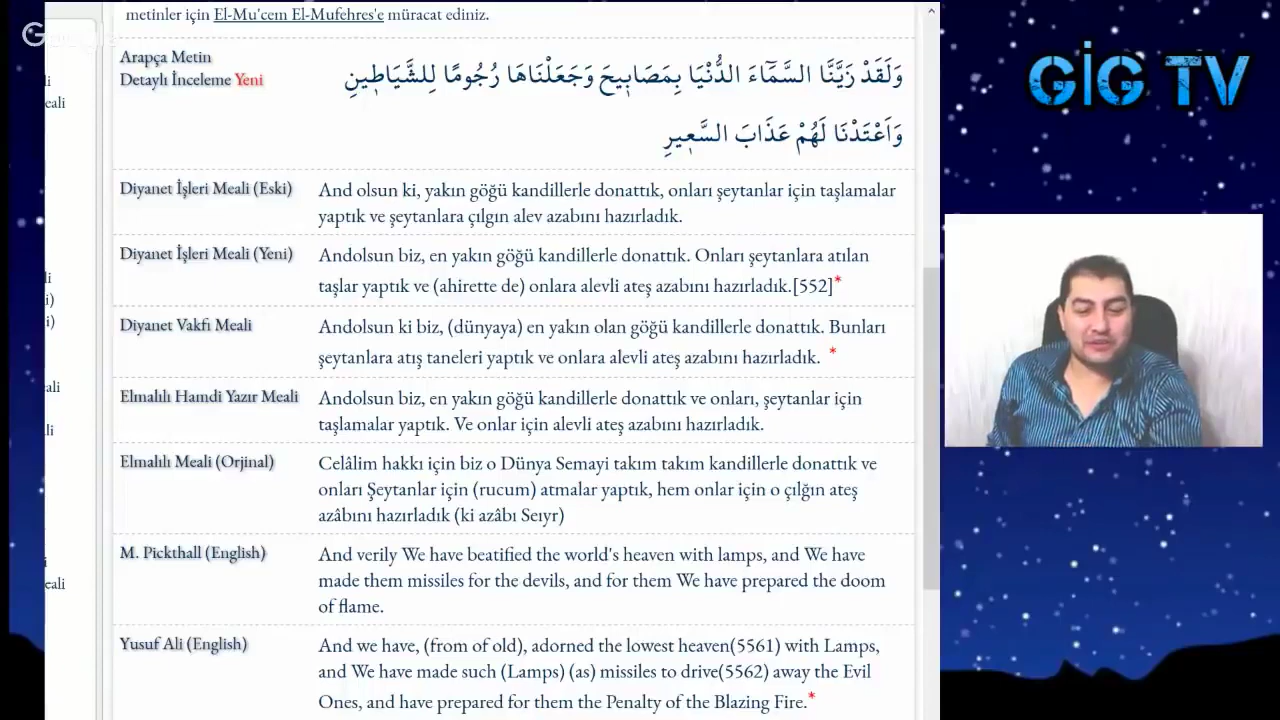 metinler için El-Mu'cem El-Mufehres'e müracat ediniz.
Google
GİG TV
li
eali
li
i)
i)
ali
li
i
eali
Arapça Metin
Detaylı İnceleme Yeni
وَلَقَدْ زَيَّنَّا السَّمَٓاءَ الدُّنْيَا بِمَصَابٖيحَ وَجَعَلْنَاهَا رُجُومًا لِلشَّيَاطٖينِ
وَاَعْتَدْنَا لَهُمْ عَذَابَ السَّعٖيرِ
Diyanet İşleri Meali (Eski)
And olsun ki, yakın göğü kandillerle donattık, onları şeytanlar için taşlamalar
yaptık ve şeytanlara çılgın alev azabını hazırladık.
Diyanet İşleri Meali (Yeni)
Andolsun biz, en yakın göğü kandillerle donattık. Onları şeytanlara atılan
taşlar yaptık ve (ahirette de) onlara alevli ateş azabını hazırladık.[552]*
Diyanet Vakfı Meali
Andolsun ki biz, (dünyaya) en yakın olan göğü kandillerle donattık. Bunları
şeytanlara atış taneleri yaptık ve onlara alevli ateş azabını hazırladık. *
Elmalılı Hamdi Yazır Meali
Andolsun biz, en yakın göğü kandillerle donattık ve onları, şeytanlar için
taşlamalar yaptık. Ve onlar için alevli ateş azabını hazırladık.
Elmalılı Meali (Orjinal)
Celâlim hakkı için biz o Dünya Semayi takım takım kandillerle donattık ve
onları Şeytanlar için (rucum) atmalar yaptık, hem onlar için o çılğın ateş
azâbını hazırladık (ki azâbı Seıyr)
M. Pickthall (English)
And verily We have beatified the world's heaven with lamps, and We have
made them missiles for the devils, and for them We have prepared the doom
of flame.
Yusuf Ali (English)
And we have, (from of old), adorned the lowest heaven(5561) with Lamps,
and We have made such (Lamps) (as) missiles to drive(5562) away the Evil
Ones, and have prepared for them the Penalty of the Blazing Fire.*